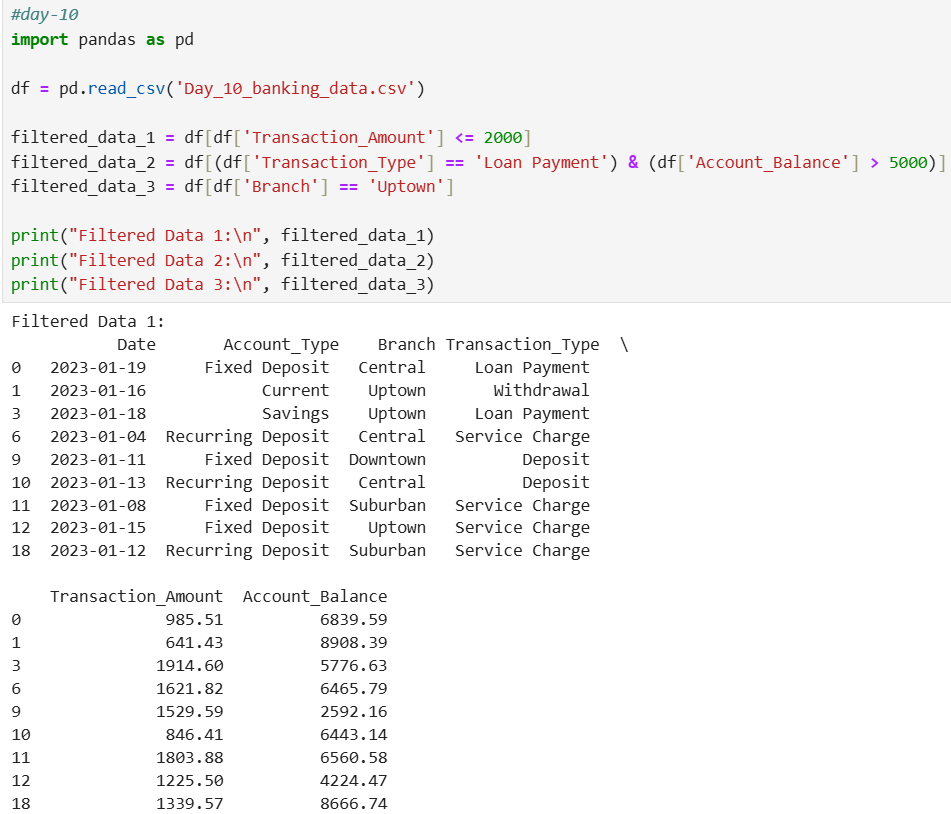 #day-10
import pandas as pd
df = pd.read_csv('Day_10_banking_data.csv')
filtered_data_1 = df[df['Transaction_Amount'] <= 2000]
filtered_data_2 = df[(df['Transaction_Type'] == 'Loan Payment') & (df['Account_Balance'] > 5000)]
filtered_data_3 = df[df['Branch'] == 'Uptown']
print("Filtered Data 1:\n", filtered_data_1)
print("Filtered Data 2:\n", filtered_data_2)
print("Filtered Data 3:\n", filtered_data_3)
Filtered Data 1:
           Date       Account_Type    Branch Transaction_Type  \
0   2023-01-19      Fixed Deposit   Central     Loan Payment
1   2023-01-16            Current    Uptown       Withdrawal
3   2023-01-18            Savings    Uptown     Loan Payment
6   2023-01-04  Recurring Deposit   Central   Service Charge
9   2023-01-11      Fixed Deposit  Downtown          Deposit
10  2023-01-13  Recurring Deposit   Central          Deposit
11  2023-01-08      Fixed Deposit  Suburban   Service Charge
12  2023-01-15      Fixed Deposit    Uptown   Service Charge
18  2023-01-12  Recurring Deposit  Suburban   Service Charge
    Transaction_Amount  Account_Balance
0               985.51          6839.59
1               641.43          8908.39
3              1914.60          5776.63
6              1621.82          6465.79
9              1529.59          2592.16
10              846.41          6443.14
11             1803.88          6560.58
12             1225.50          4224.47
18             1339.57          8666.74